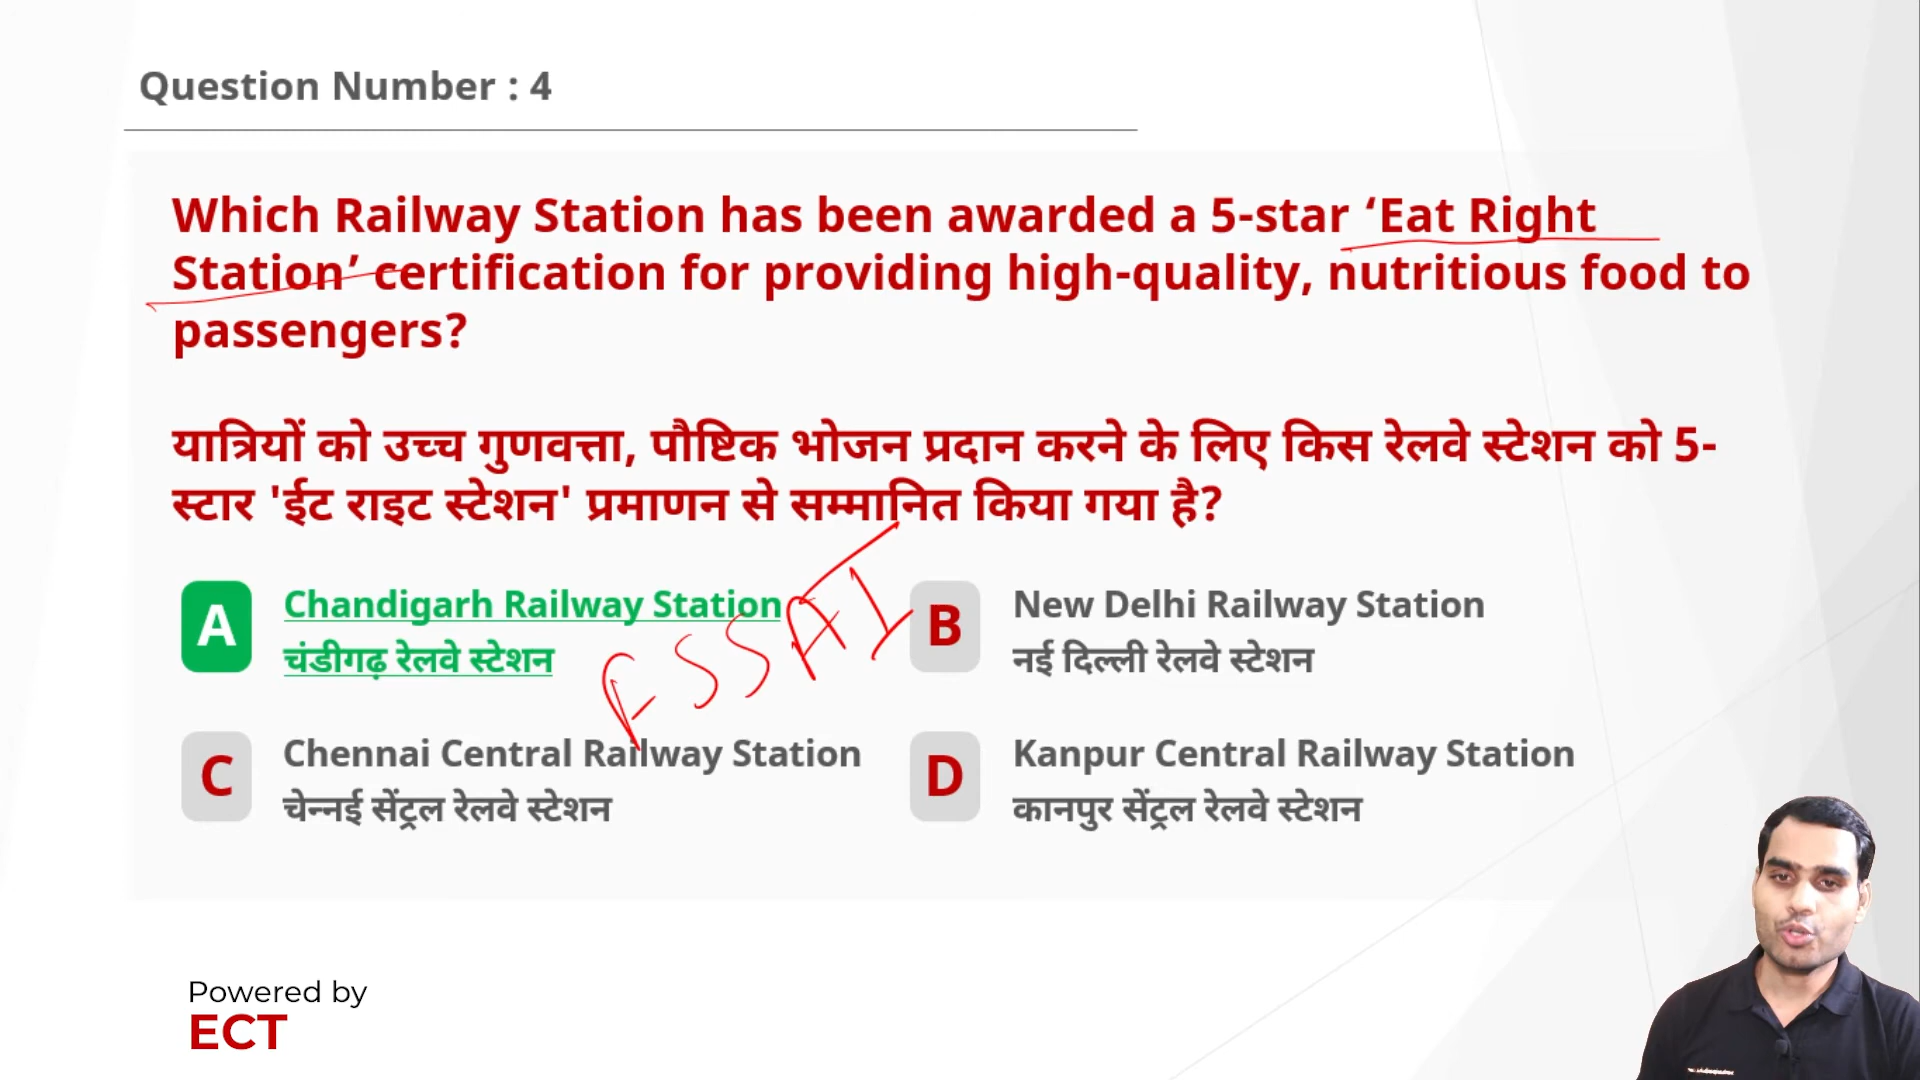 Question Number : 4
Which Railway Station has been awarded a 5-star ‘Eat Right
Station’ certification for providing high-quality, nutritious food to
passengers?
यात्रियों को उच्च गुणवत्ता, पौष्टिक भोजन प्रदान करने के लिए किस रेलवे स्टेशन को 5-
स्टार 'ईट राइट स्टेशन' प्रमाणन से सम्मानित किया गया है?
A
Chandigarh Railway Station
चंडीगढ़ रेलवे स्टेशन
B
New Delhi Railway Station
नई दिल्ली रेलवे स्टेशन
FSSAI
C
Chennai Central Railway Station
चेन्नई सेंट्रल रेलवे स्टेशन
D
Kanpur Central Railway Station
कानपुर सेंट्रल रेलवे स्टेशन
Powered by
ECT